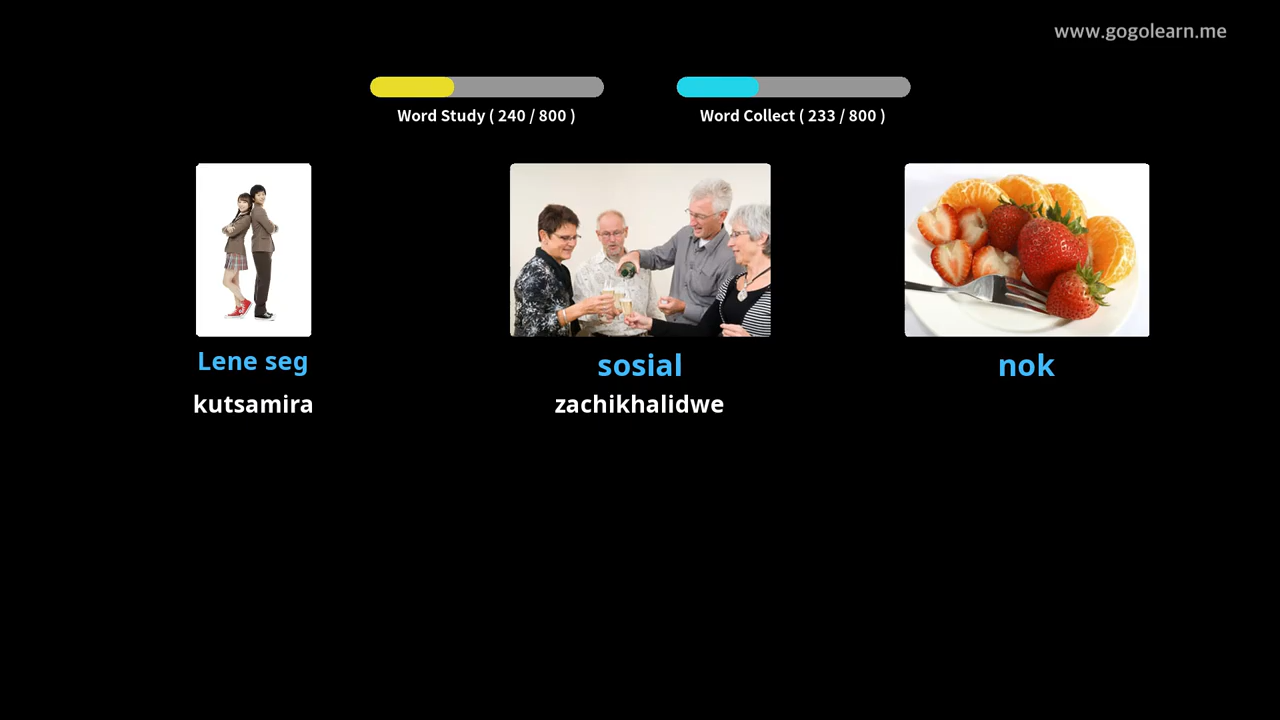 www.gogolearn.me
Word Study ( 240 / 800 )
Word Collect ( 233 / 800 )
Lene seg
sosial
nok
kutsamira
zachikhalidwe